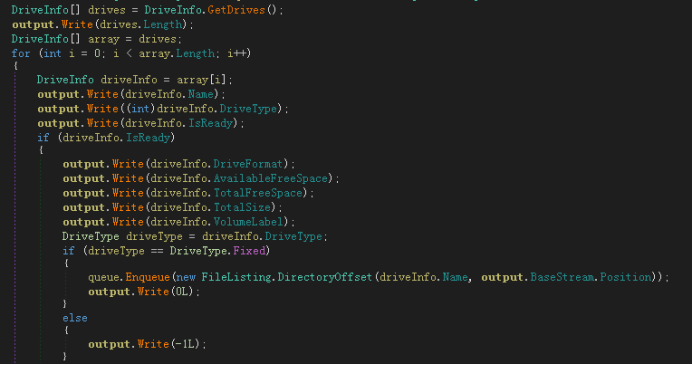 DriveInfo[] drives = DriveInfo.GetDrives();
output.Write(drives.Length);
DriveInfo[] array = drives;
for (int i = 0; i < array.Length; i++)
{
DriveInfo driveInfo = array[i];
output.Write(driveInfo.Name);
output.Write((int)driveInfo.DriveType);
output.Write(driveInfo.IsReady);
if (driveInfo.IsReady)
{
output.Write(driveInfo.DriveFormat);
output.Write(driveInfo.AvailableFreeSpace);
output.Write(driveInfo.TotalFreeSpace);
output.Write(driveInfo.TotalSize);
output.Write(driveInfo.VolumeLabel);
DriveType driveType = driveInfo.DriveType;
if (driveType == DriveType.Fixed)
{
queue.Enqueue(new FileListing.DirectoryOffset(driveInfo.Name, output.BaseStream.Position));
output.Write(0L);
}
else
{
output.Write(-1L);
}